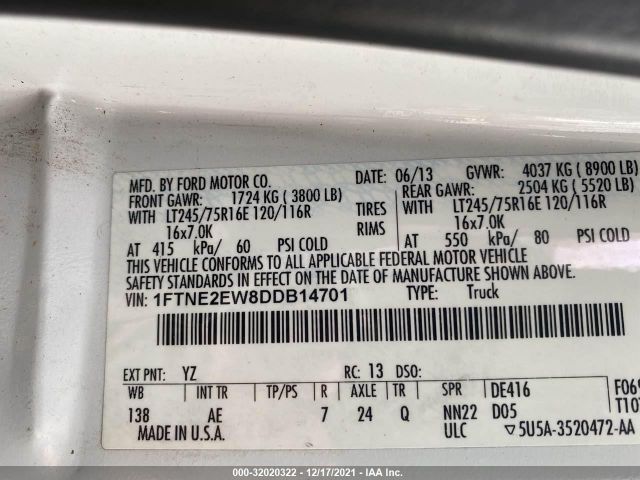 MFD. BY FORD MOTOR CO. DATE: 06/13 GVWR: 4037 KG ( 8900 LB)
FRONT GAWR: 1724 KG ( 3800 LB) REAR GAWR: 2504 KG ( 5520 LB)
WITH LT245/75R16E 120/116R TIRES WITH LT245/75R16E 120/116R
16x7.0K RIMS 16x7.0K
AT 415 kPa/ 60 PSI COLD AT 550 kPa/ 80 PSI COLD
THIS VEHICLE CONFORMS TO ALL APPLICABLE FEDERAL MOTOR VEHICLE
SAFETY STANDARDS IN EFFECT ON THE DATE OF MANUFACTURE SHOWN ABOVE.
VIN: 1FTNE2EW8DDB14701 TYPE: Truck
EXT PNT: YZ RC: 13 DSO:
WB INT TR TP/PS R AXLE TR SPR DE416 F069
138 AE 7 24 Q NN22 D05
MADE IN U.S.A. ULC ▽5U5A-3520472-AA
000-32020322 - 12/17/2021 - IAA Inc.